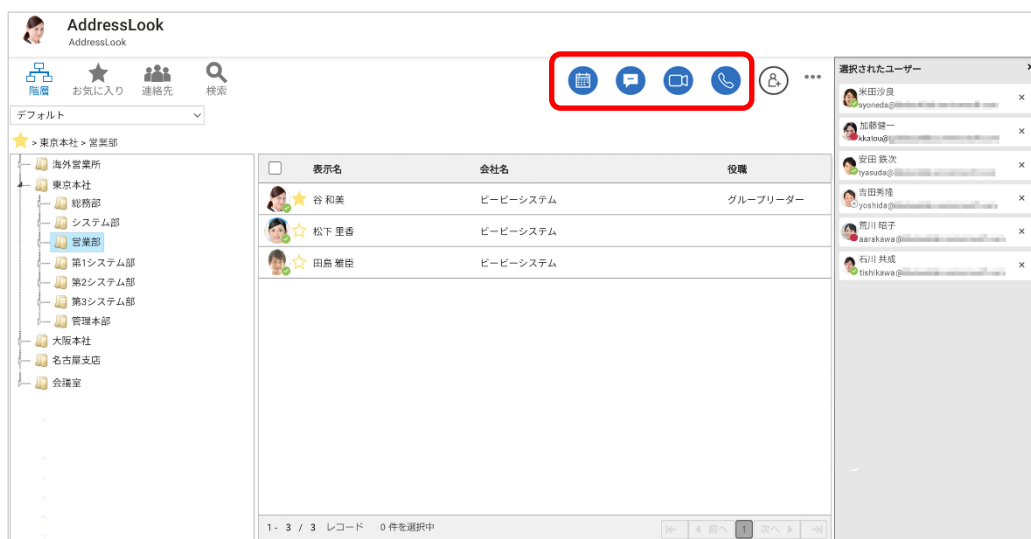 AddressLook
AddressLook
階層 お気に入り 連絡先 検索
デフォルト
> 東京本社 > 営業部
海外営業所
東京本社
総務部
システム部
営業部
第1システム部
第2システム部
第3システム部
管理本部
大阪本社
名古屋支店
会議室
表示名 会社名 役職
谷 和美 ビービーシステム グループリーダー
松下 里香 ビービーシステム
田島 雅臣 ビービーシステム
1 - 3 / 3 レコード 0 件を選択中
前へ 1 次へ
選択されたユーザー
米田沙良
syoneda@
加藤健一
kkatou@
安田 鉄次
tyasuda@
吉田秀隆
yoshida@
荒川 昭子
aarakawa@
石川 共成
tishikawa@